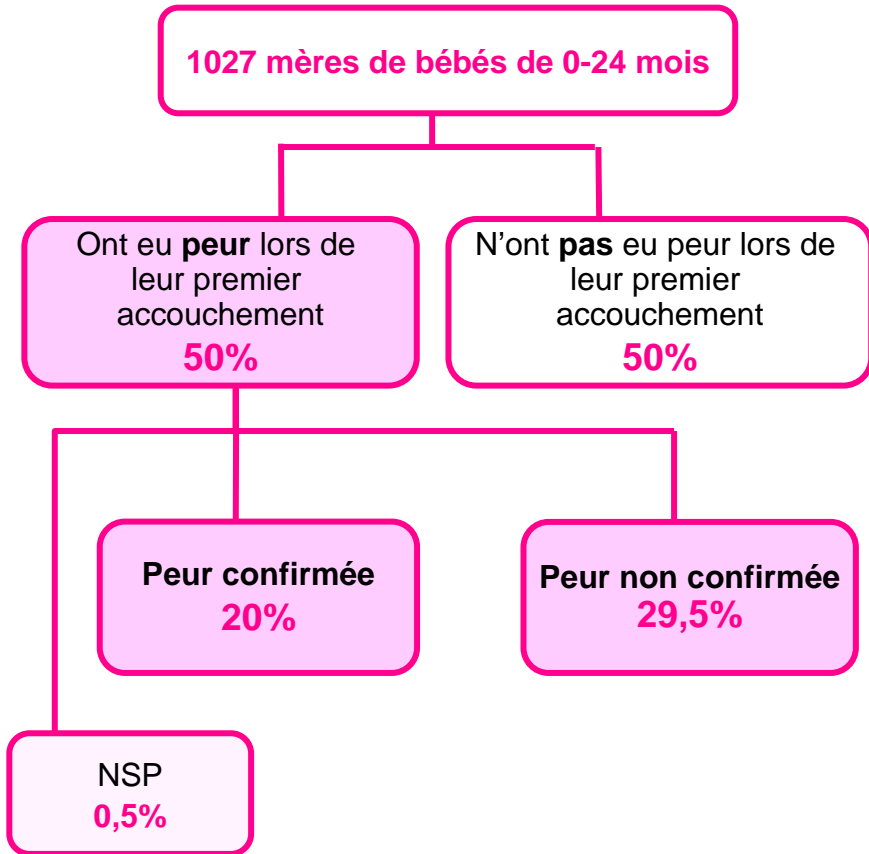 1027 mères de bébés de 0-24 mois
Ont eu peur lors de
leur premier
accouchement
50%
N’ont pas eu peur lors de
leur premier
accouchement
50%
Peur confirmée
20%
Peur non confirmée
29,5%
NSP
0,5%